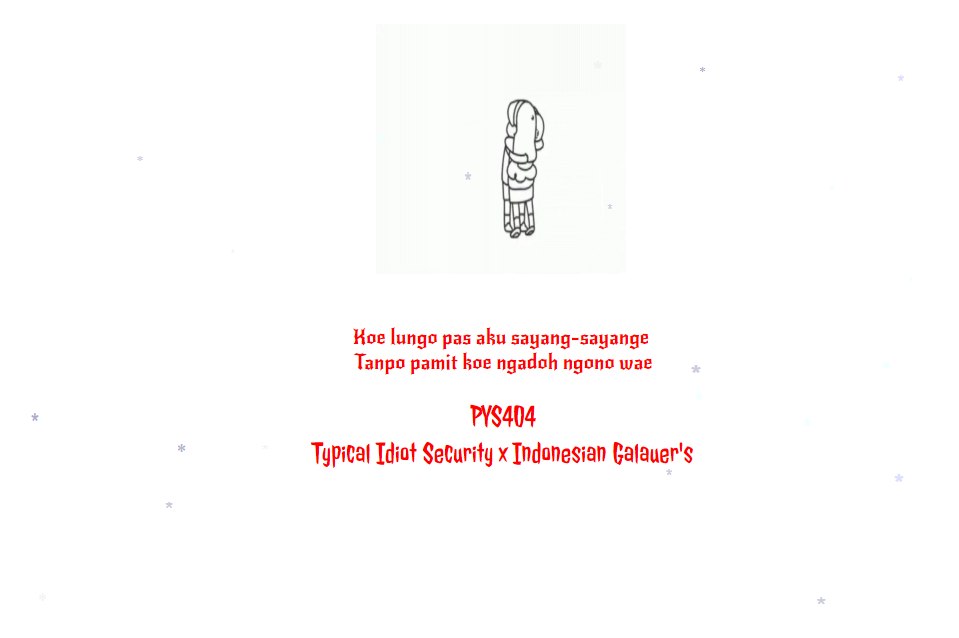 Koe lungo pas aku sayang-sayange
Tanpo pamit koe ngadoh ngono wae
PYS404
Typical Idiot Security x Indonesian Galauer's